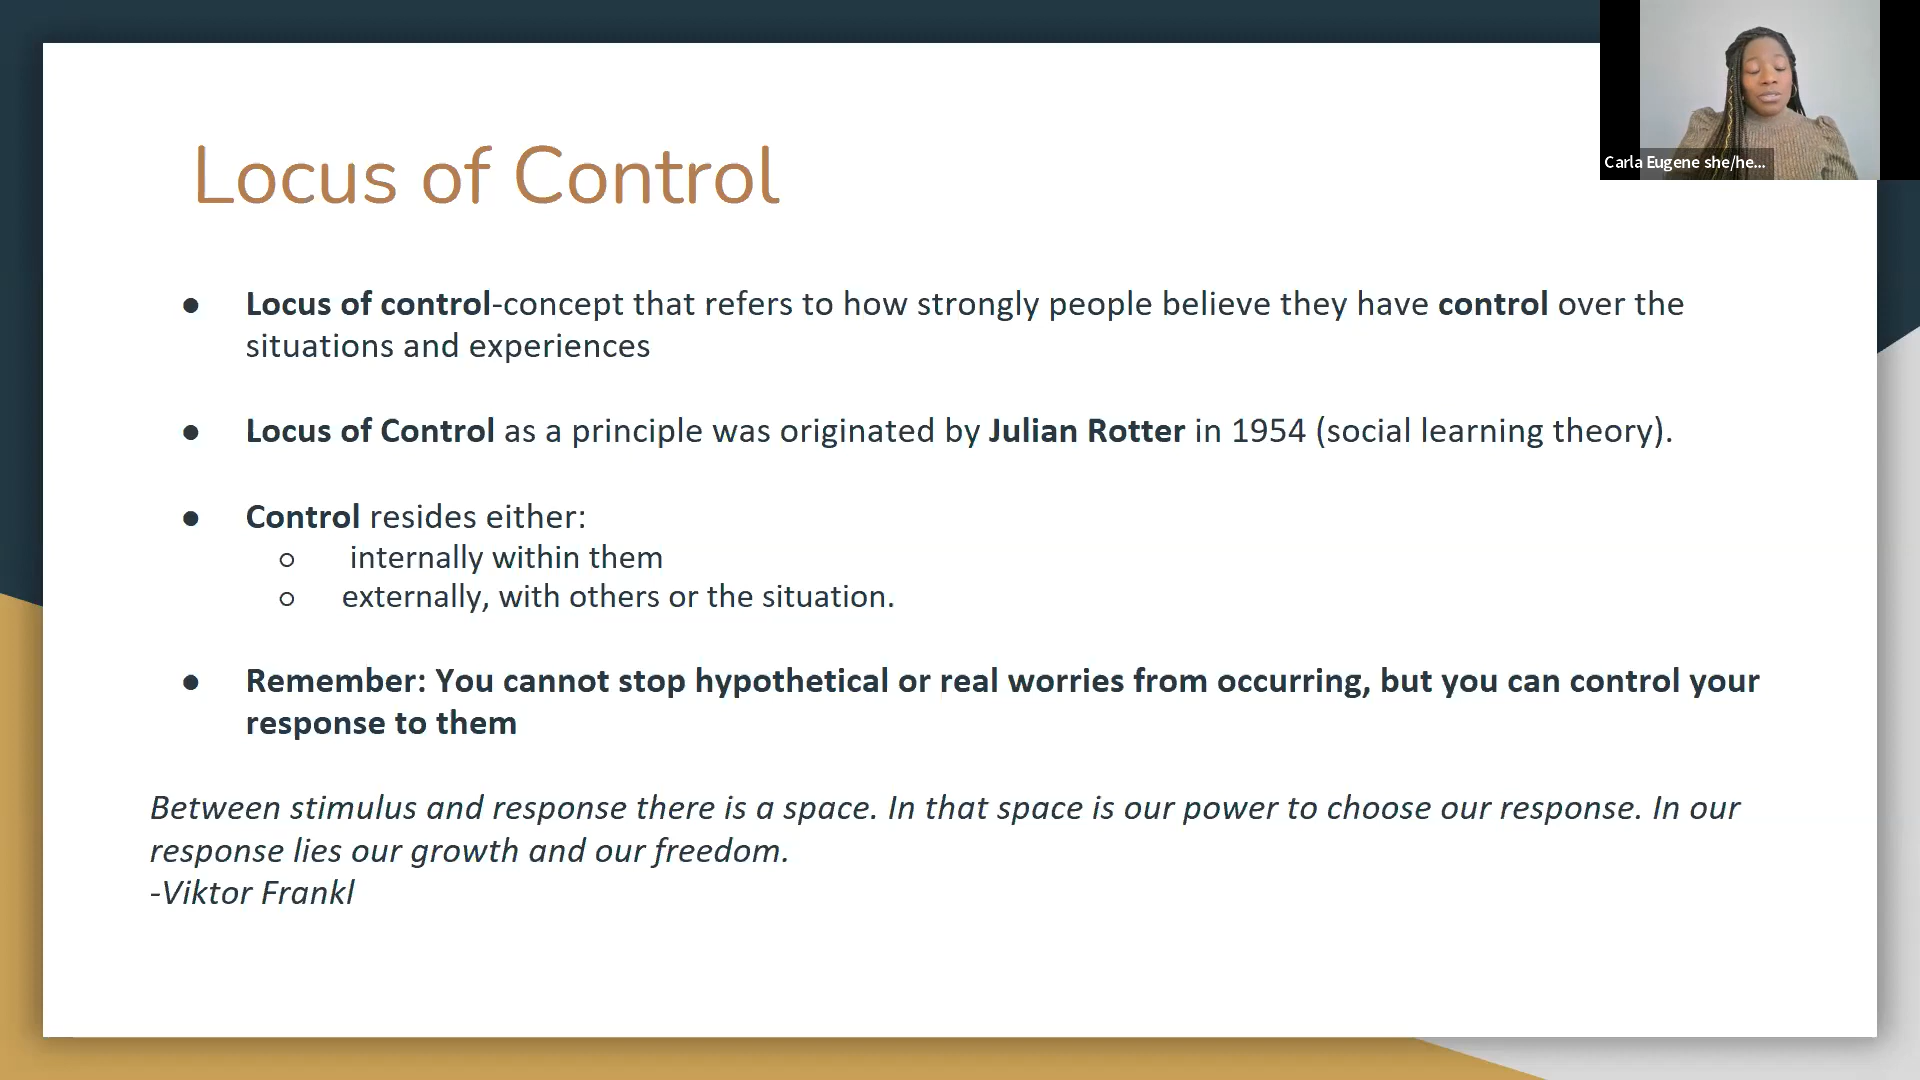 Locus of Control
Carla Eugene she/he...
● Locus of control-concept that refers to how strongly people believe they have control over the
situations and experiences
● Locus of Control as a principle was originated by Julian Rotter in 1954 (social learning theory).
● Control resides either:
○ internally within them
○ externally, with others or the situation.
● Remember: You cannot stop hypothetical or real worries from occurring, but you can control your
response to them
Between stimulus and response there is a space. In that space is our power to choose our response. In our
response lies our growth and our freedom.
-Viktor Frankl